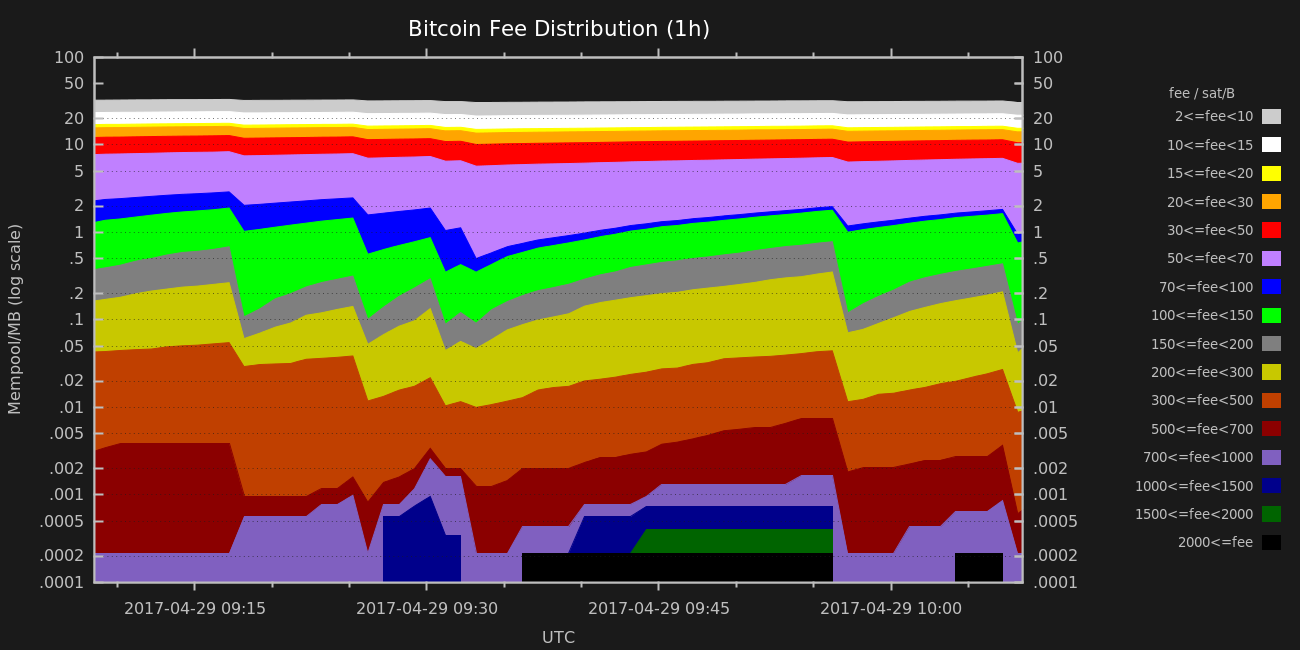 Bitcoin Fee Distribution (1h)
100 100
50 50
20 20
10 10
5 5
2 2
1 1
.5 .5
.2 .2
.1 .1
.05 .05
.02 .02
.01 .01
.005 .005
.002 .002
.001 .001
.0005 .0005
.0002 .0002
.0001 .0001
Mempool/MB (log scale)
2017-04-29 09:15 2017-04-29 09:30 2017-04-29 09:45 2017-04-29 10:00
UTC
fee / sat/B
2<=fee<10
10<=fee<15
15<=fee<20
20<=fee<30
30<=fee<50
50<=fee<70
70<=fee<100
100<=fee<150
150<=fee<200
200<=fee<300
300<=fee<500
500<=fee<700
700<=fee<1000
1000<=fee<1500
1500<=fee<2000
2000<=fee